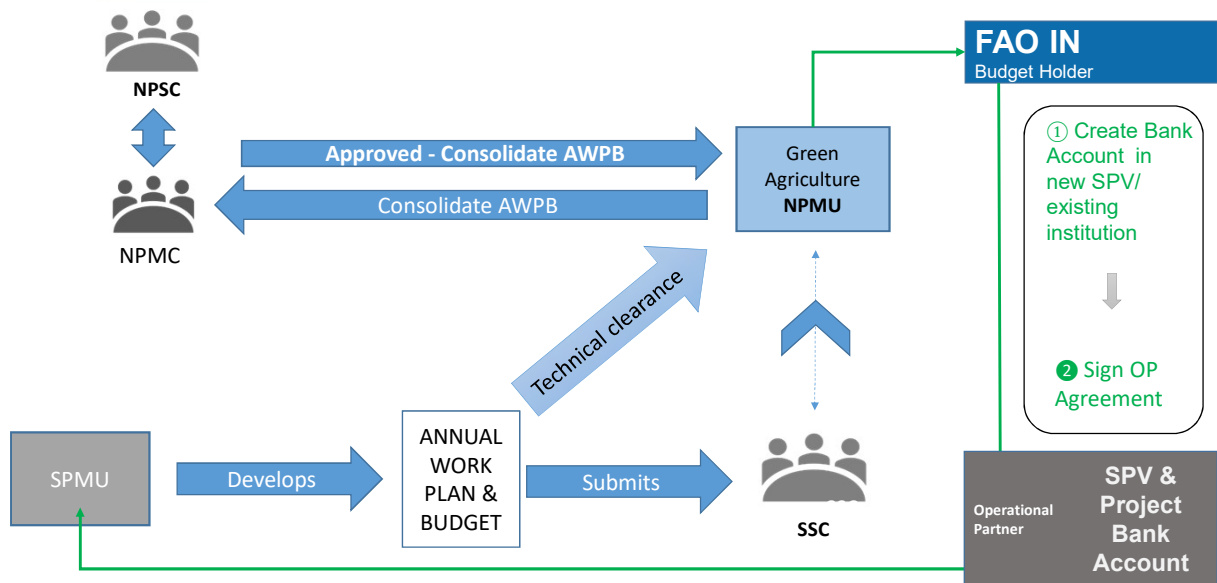 NPSC
NPMC
Approved - Consolidate AWPB
Consolidate AWPB
Green
Agriculture
NPMU
FAO IN
Budget Holder
① Create Bank
Account in
new SPV/
existing
institution
❷ Sign OP
Agreement
Technical clearance
SPMU
Develops
ANNUAL
WORK
PLAN &
BUDGET
Submits
SSC
Operational
Partner
SPV &
Project
Bank
Account